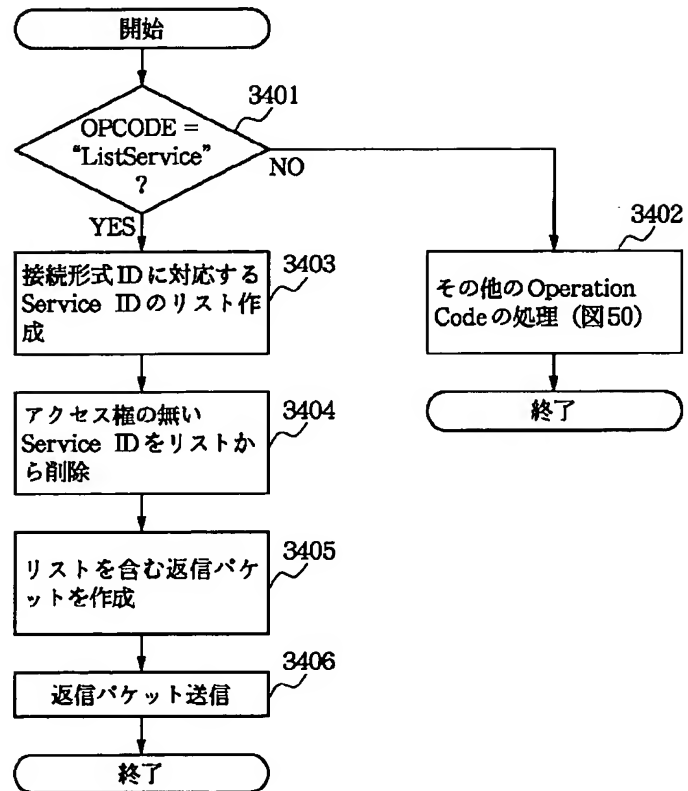 開始
3401
OPCODE =
"ListService"
?
NO
YES
3402
その他のOperation
Codeの処理（図50）
終了
3403
接続形式IDに対応する
Service IDのリスト作
成
3404
アクセス権の無い
Service IDをリストか
ら削除
3405
リストを含む返信パケ
ットを作成
3406
返信パケット送信
終了